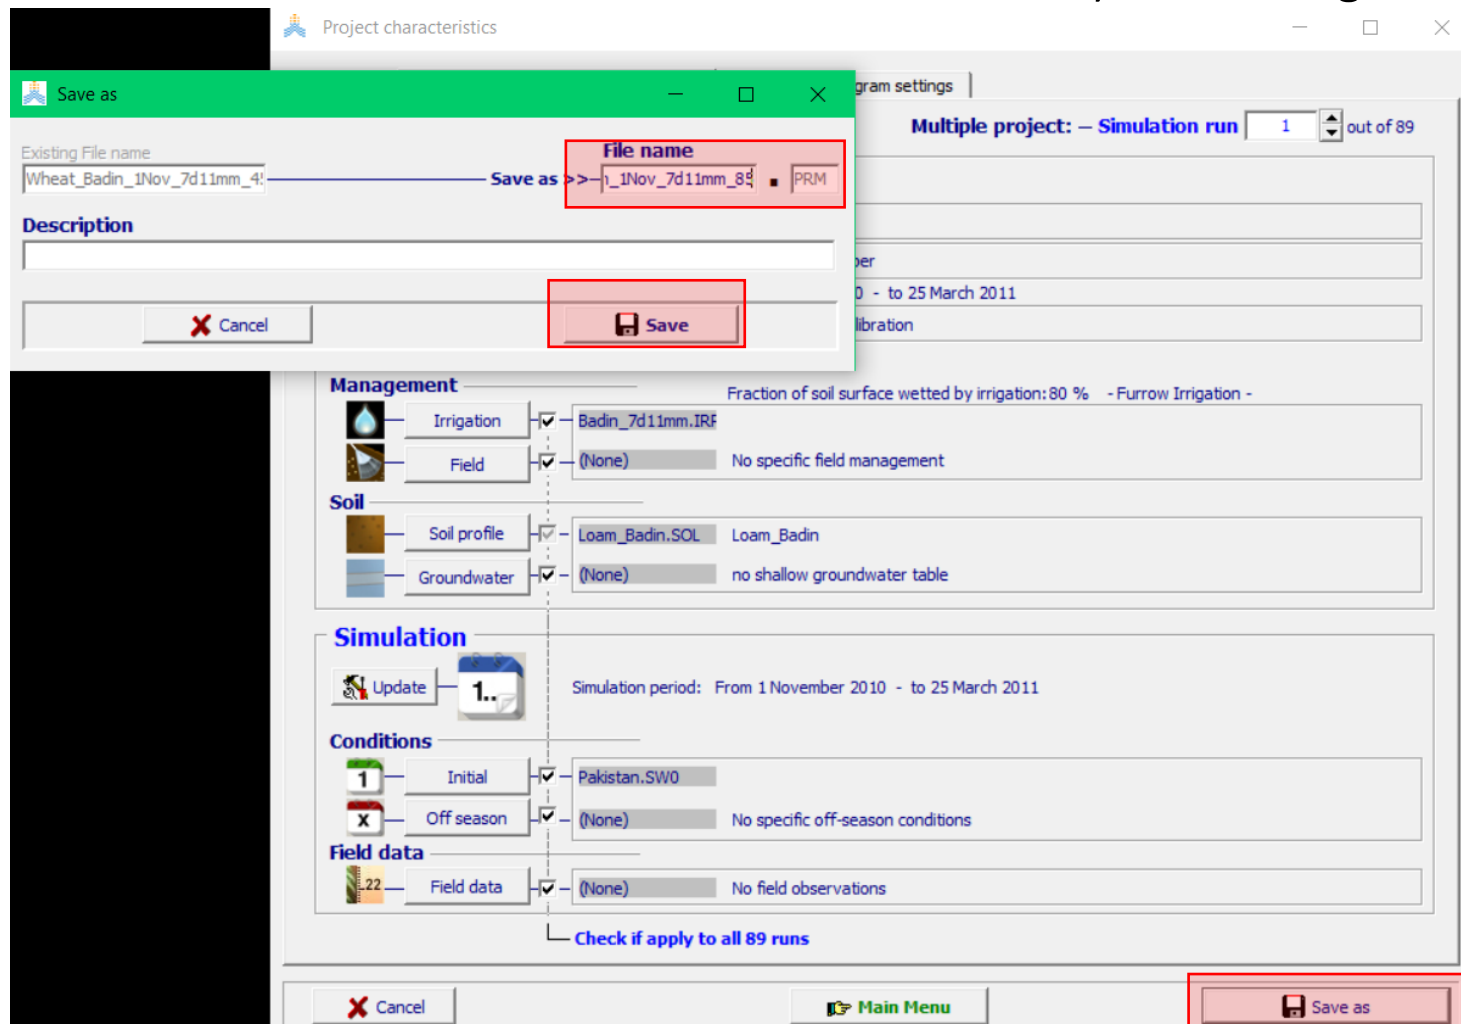 Project characteristics
Save as
gram settings
Multiple project: – Simulation run 1 out of 89
Existing File name
File name
Wheat_Badin_1Nov_7d11mm_4
Save as >> _1Nov_7d11mm_85 . PRM
Description
ber
0 - to 25 March 2011
Cancel
Save
libration
Management
Fraction of soil surface wetted by irrigation: 80 % - Furrow Irrigation -
Irrigation Badin_7d11mm.IRR
Field (None) No specific field management
Soil
Soil profile Loam_Badin.SOL Loam_Badin
Groundwater (None) no shallow groundwater table
Simulation
Update 1.. Simulation period: From 1 November 2010 - to 25 March 2011
Conditions
1 Initial Pakistan.SW0
X Off season (None) No specific off-season conditions
Field data
22 Field data (None) No field observations
Check if apply to all 89 runs
Cancel
Main Menu
Save as